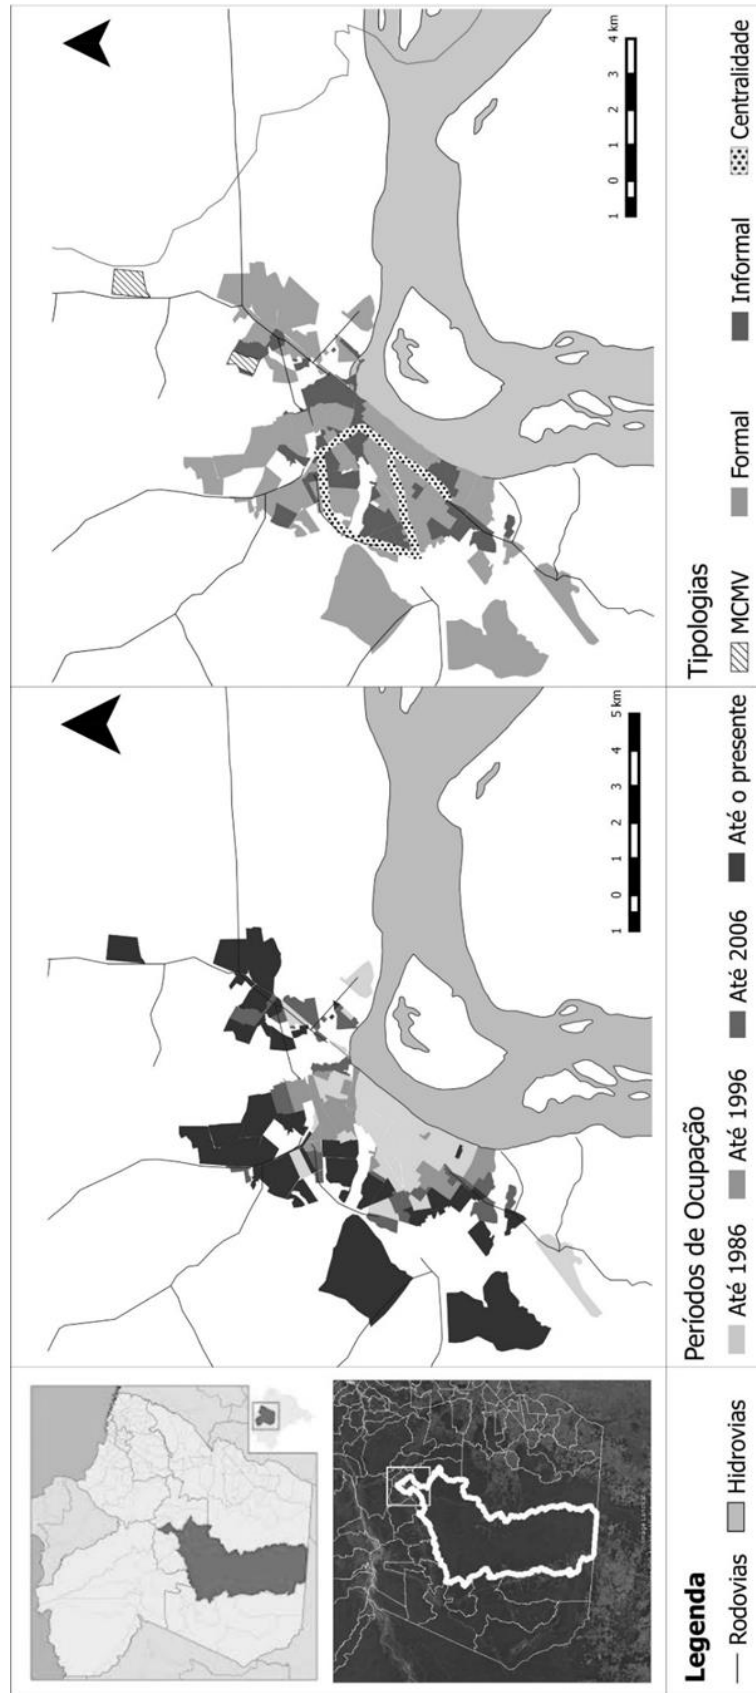 Legenda
Rodovias
Hidrovias
Períodos de Ocupação
Até 1986
Até 1996
Até 2006
Até o presente
1 0 1 2 3 4 5 km
Tipologias
MCMV
Formal
Informal
Centralidade
1 0 1 2 3 4 km